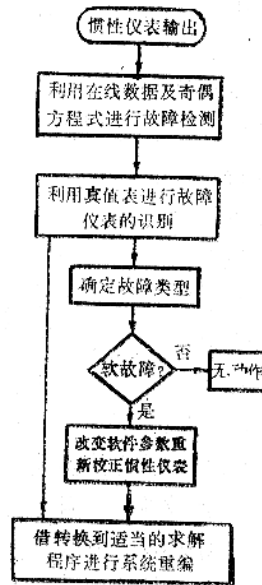 惯性仪表输出
利用在线数据及奇偶
方程式进行故障检测
利用真值表进行故障
仪表的识别
确定故障类型
软故障?
否
无动作
是
改变软件参数重
新校正惯性仪表
借转换到适当的求解
程序进行系统重编